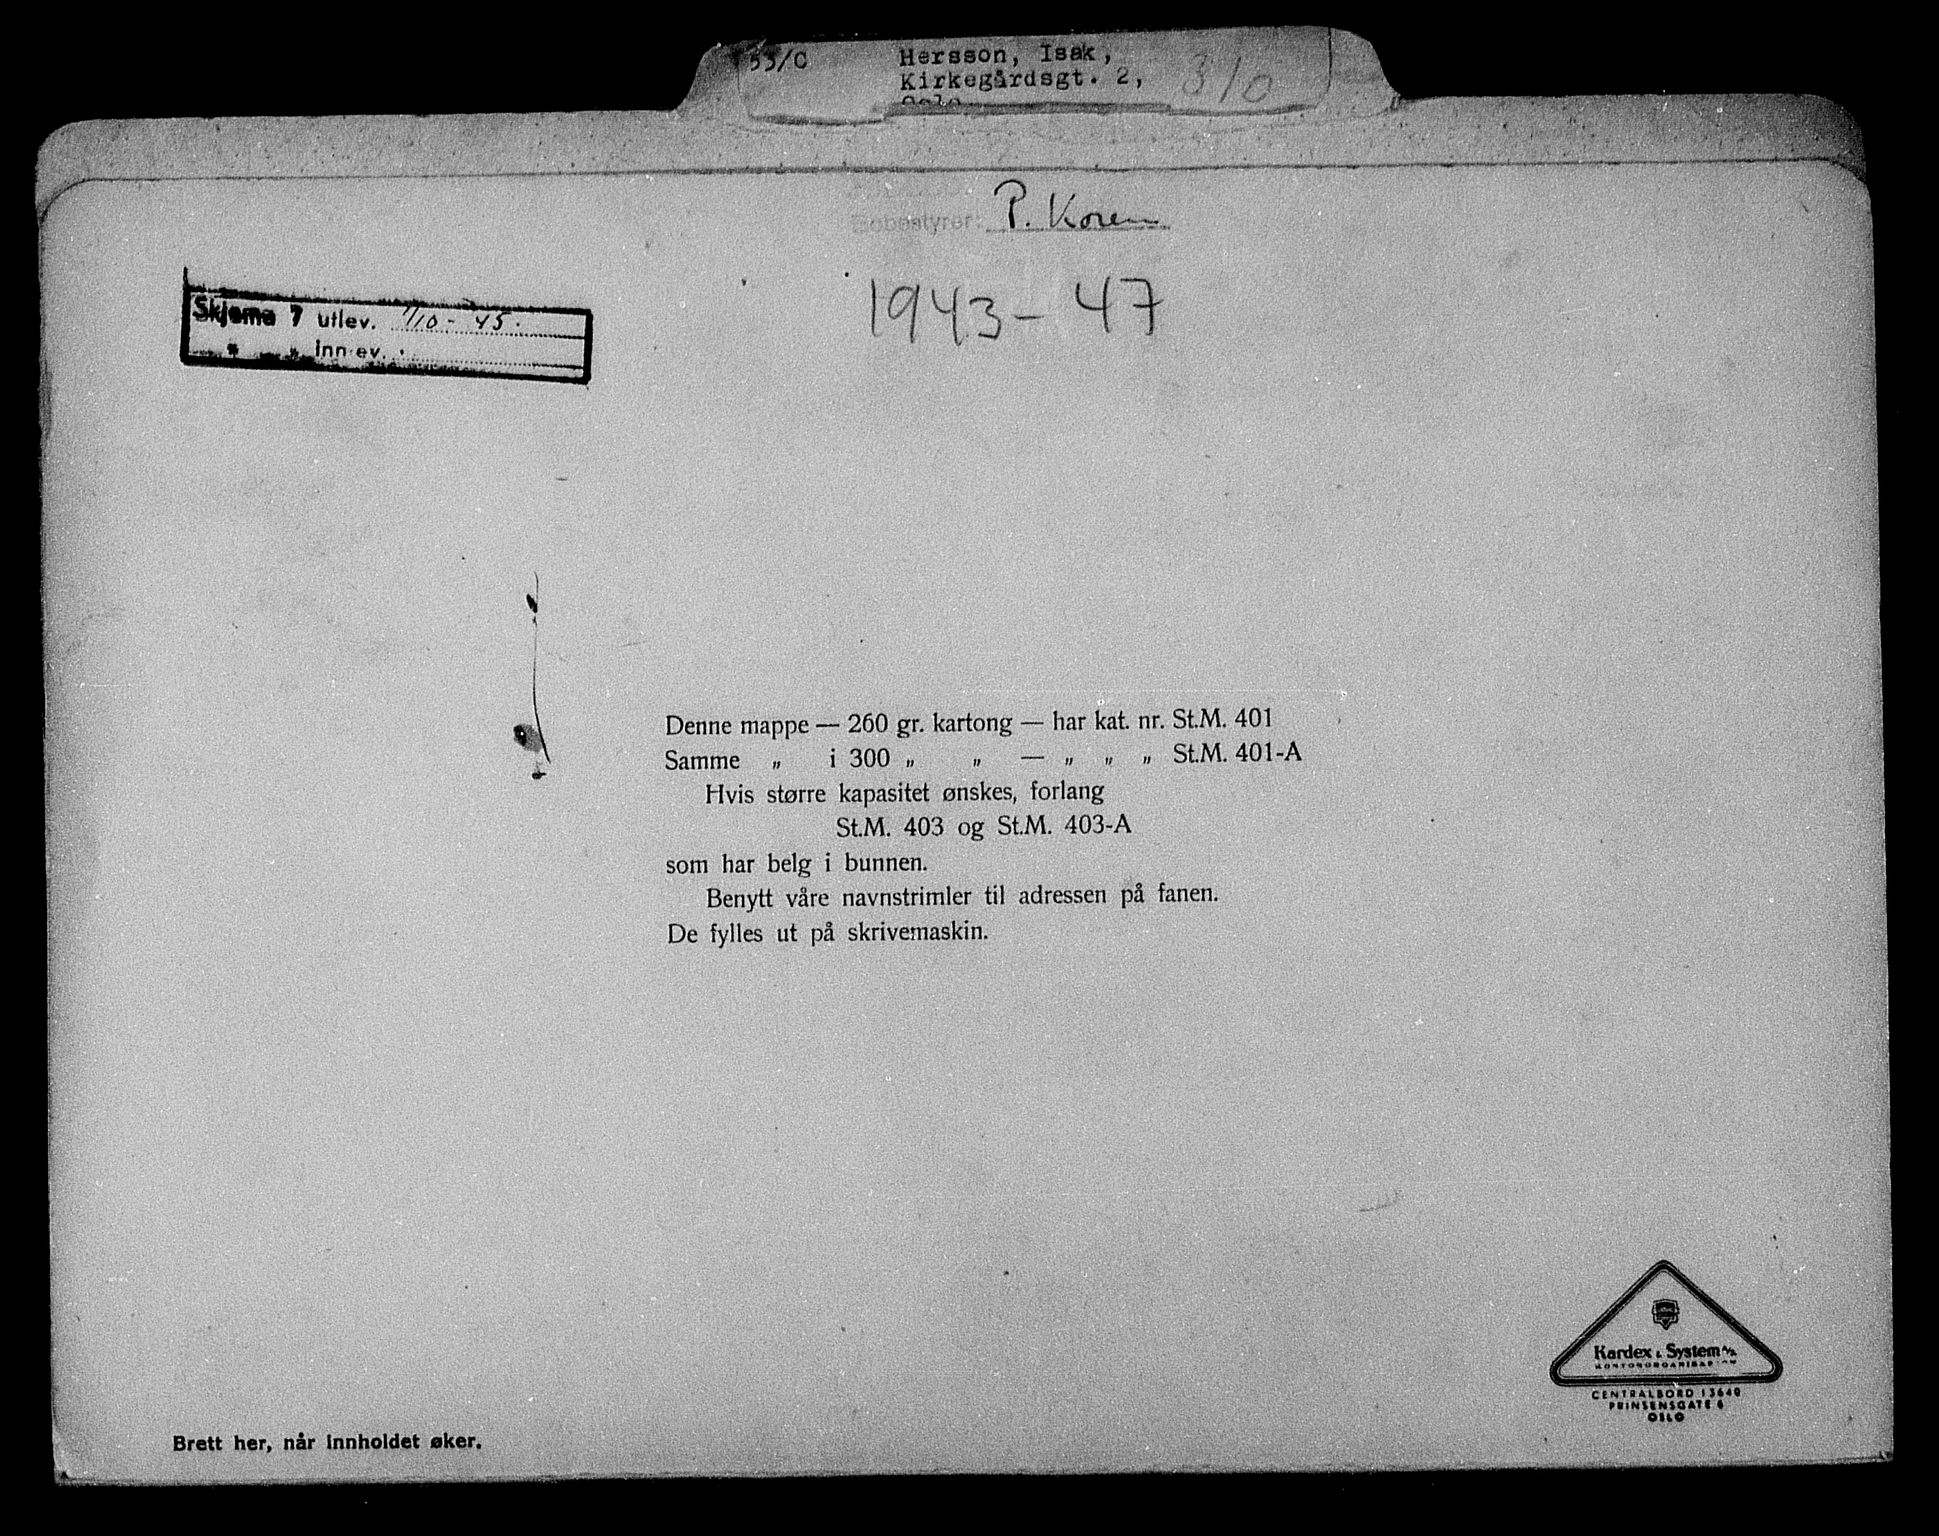 53/C Hersson, Isak,
Kirkegårdsgt. 2,
Oslo
310
Bobestyrer: P. Koren
1943-47
Skjema 7 utlev. 1/10-45.
" " Innlev.
Denne mappe — 260 gr. kartong — har kat. nr. St.M. 401
Samme „ i 300 „ „ — „ „ „ St.M. 401-A
Hvis større kapasitet ønskes, forlang
St.M. 403 og St.M. 403-A
som har belg i bunnen.
Benytt våre navnstrimler til adressen på fanen.
De fylles ut på skrivemaskin.
Kardex & System A/S
CENTRALBORD 13640
PRINSENSGATE 6
OSLO
Brett her, når innholdet øker.